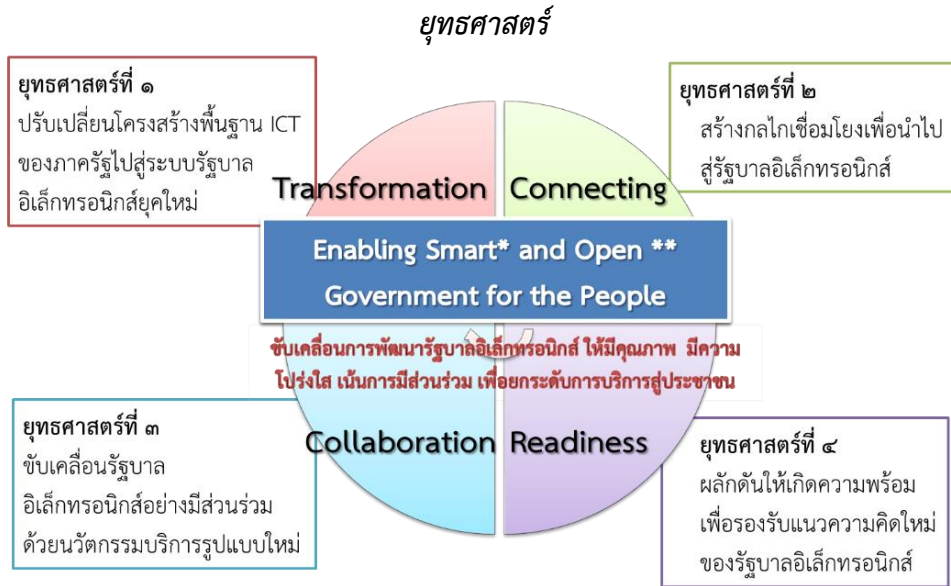 ยุทธศาสตร์
ยุทธศาสตร์ที่ ๑
ปรับเปลี่ยนโครงสร้างพื้นฐาน ICT
ของภาครัฐไปสู่ระบบรัฐบาล
อิเล็กทรอนิกส์ยุคใหม่
ยุทธศาสตร์ที่ ๒
สร้างกลไกเชื่อมโยงเพื่อนำไป
สู่รัฐบาลอิเล็กทรอนิกส์
Transformation
Connecting
Enabling Smart* and Open **
Government for the People
ขับเคลื่อนการพัฒนารัฐบาลอิเล็กทรอนิกส์ ให้มีคุณภาพ มีความ
โปร่งใส เน้นการมีส่วนร่วม เพื่อยกระดับการบริการสู่ประชาชน
Collaboration
Readiness
ยุทธศาสตร์ที่ ๓
ขับเคลื่อนรัฐบาล
อิเล็กทรอนิกส์อย่างมีส่วนร่วม
ด้วยนวัตกรรมบริการรูปแบบใหม่
ยุทธศาสตร์ที่ ๔
ผลักดันให้เกิดความพร้อม
เพื่อรองรับแนวความคิดใหม่
ของรัฐบาลอิเล็กทรอนิกส์